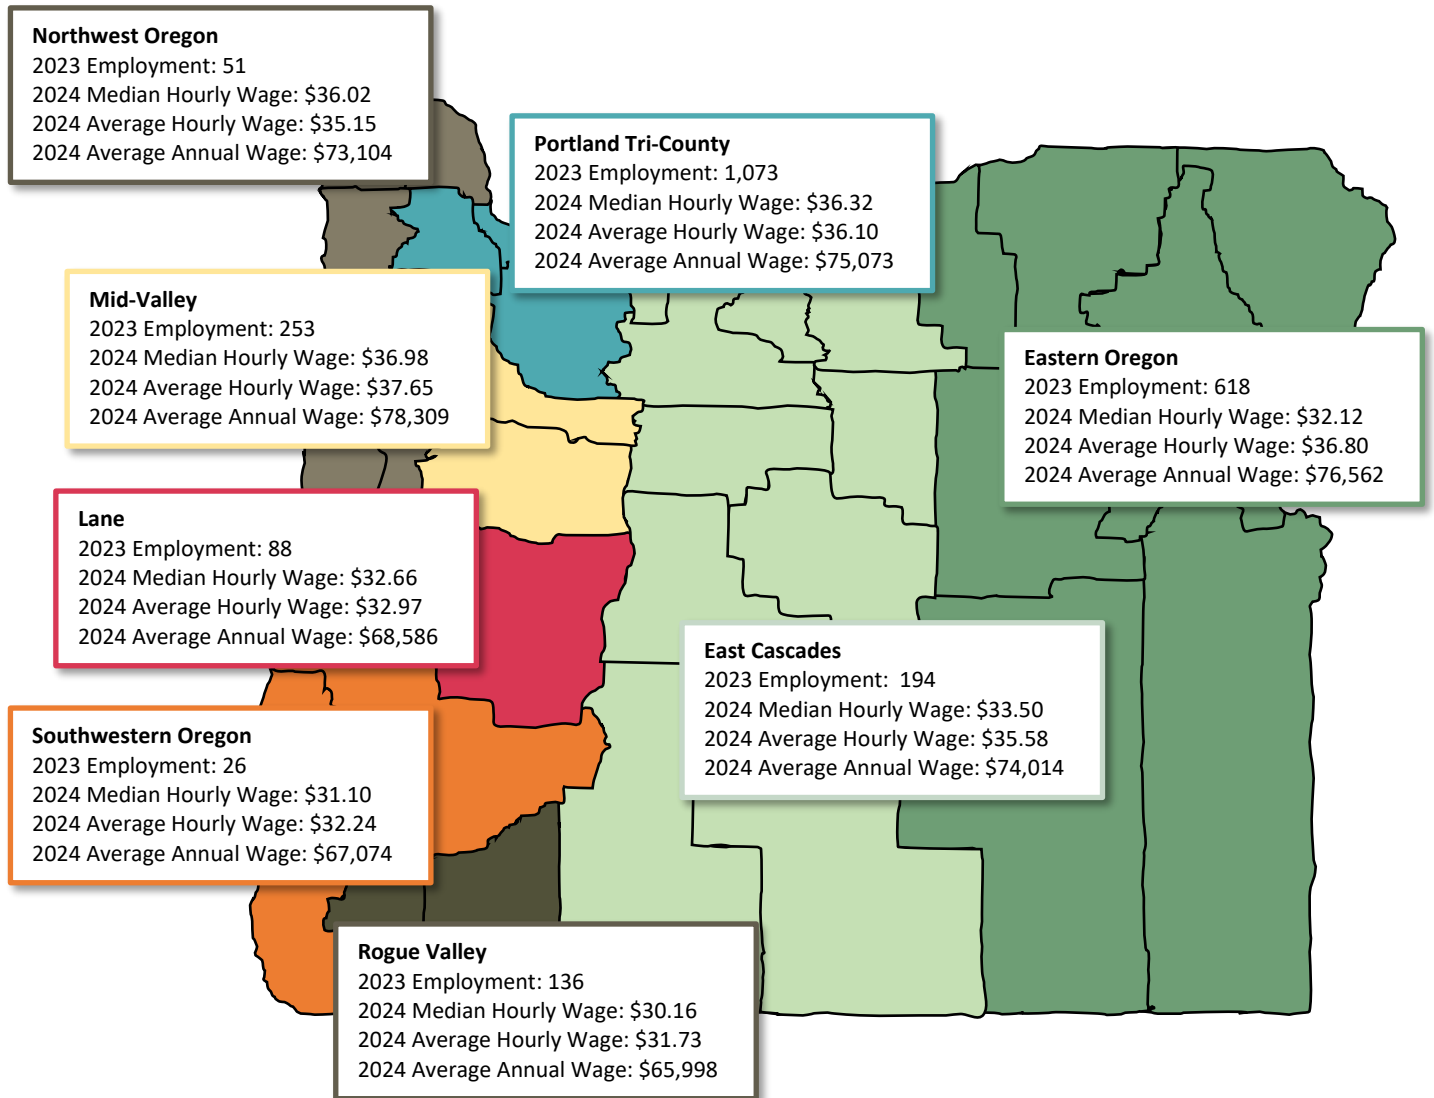 Northwest Oregon
2023 Employment: 51
2024 Median Hourly Wage: $36.02
2024 Average Hourly Wage: $35.15
2024 Average Annual Wage: $73,104
Portland Tri-County
2023 Employment: 1,073
2024 Median Hourly Wage: $36.32
2024 Average Hourly Wage: $36.10
2024 Average Annual Wage: $75,073
Mid-Valley
2023 Employment: 253
2024 Median Hourly Wage: $36.98
2024 Average Hourly Wage: $37.65
2024 Average Annual Wage: $78,309
Eastern Oregon
2023 Employment: 618
2024 Median Hourly Wage: $32.12
2024 Average Hourly Wage: $36.80
2024 Average Annual Wage: $76,562
Lane
2023 Employment: 88
2024 Median Hourly Wage: $32.66
2024 Average Hourly Wage: $32.97
2024 Average Annual Wage: $68,586
East Cascades
2023 Employment:  194
2024 Median Hourly Wage: $33.50
2024 Average Hourly Wage: $35.58
2024 Average Annual Wage: $74,014
Southwestern Oregon
2023 Employment: 26
2024 Median Hourly Wage: $31.10
2024 Average Hourly Wage: $32.24
2024 Average Annual Wage: $67,074
Rogue Valley
2023 Employment: 136
2024 Median Hourly Wage: $30.16
2024 Average Hourly Wage: $31.73
2024 Average Annual Wage: $65,998